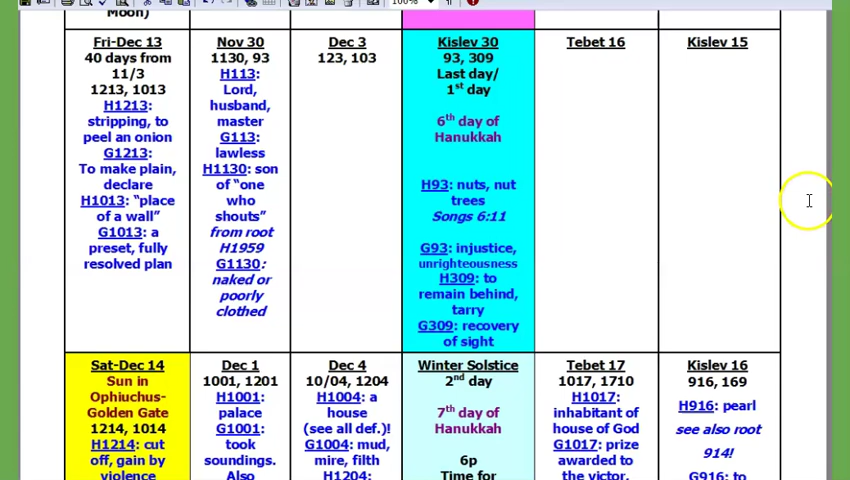 100%
Moon)
Fri-Dec 13
40 days from
11/3
1213, 1013
H1213:
stripping, to
peel an onion
G1213:
To make plain,
declare
H1013: “place
of a wall”
G1013: a
preset, fully
resolved plan
Nov 30
1130, 93
H113:
Lord,
husband,
master
G113:
lawless
H1130: son
of “one
who
shouts”
from root
H1959
G1130:
naked or
poorly
clothed
Dec 3
123, 103
Kislev 30
93, 309
Last day/
1st day
6th day of
Hanukkah
H93: nuts, nut
trees
Songs 6:11
G93: injustice,
unrighteousness
H309: to
remain behind,
tarry
G309: recovery
of sight
Tebet 16
Kislev 15
Sat-Dec 14
Sun in
Ophiuchus-
Golden Gate
1214, 1014
H1214: cut
off, gain by
violence
Dec 1
1001, 1201
H1001:
palace
G1001:
took
soundings.
Also
Dec 4
10/04, 1204
H1004: a
house
(see all def.)!
G1004: mud,
mire, filth
H1204:
Winter Solstice
2nd day
7th day of
Hanukkah
6p
Time for
Tebet 17
1017, 1710
H1017:
inhabitant of
house of God
G1017: prize
awarded to
the victor.
Kislev 16
916, 169
H916: pearl
see also root
914!
G916: to